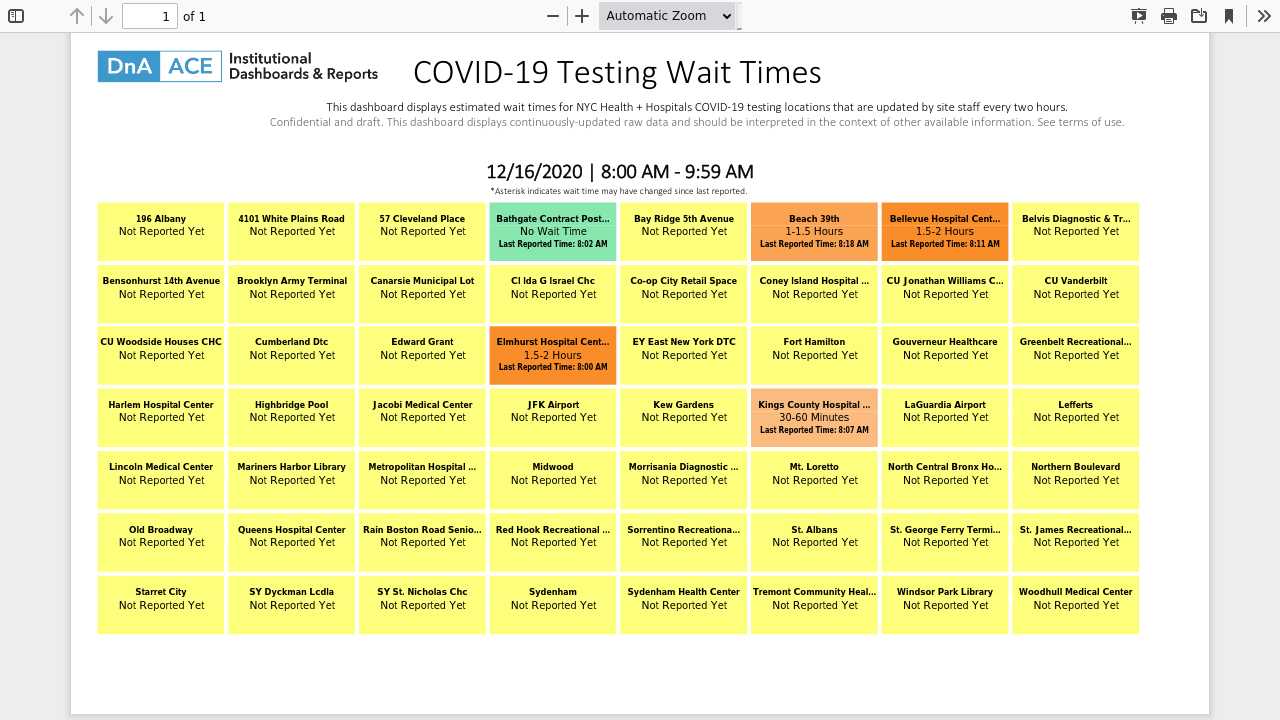 1 of 1
Automatic Zoom
DnA ACE Institutional
Dashboards & Reports
COVID-19 Testing Wait Times
This dashboard displays estimated wait times for NYC Health + Hospitals COVID-19 testing locations that are updated by site staff every two hours.
Confidential and draft. This dashboard displays continuously-updated raw data and should be interpreted in the context of other available information. See terms of use.
12/16/2020 | 8:00 AM - 9:59 AM
*Asterisk indicates wait time may have changed since last reported.
196 Albany
Not Reported Yet
4101 White Plains Road
Not Reported Yet
57 Cleveland Place
Not Reported Yet
Bathgate Contract Post...
No Wait Time
Last Reported Time: 8:02 AM
Bay Ridge 5th Avenue
Not Reported Yet
Beach 39th
1-1.5 Hours
Last Reported Time: 8:18 AM
Bellevue Hospital Cent...
1.5-2 Hours
Last Reported Time: 8:11 AM
Belvis Diagnostic & Tr...
Not Reported Yet
Bensonhurst 14th Avenue
Not Reported Yet
Brooklyn Army Terminal
Not Reported Yet
Canarsie Municipal Lot
Not Reported Yet
Cl Ida G Israel Chc
Not Reported Yet
Co-op City Retail Space
Not Reported Yet
Coney Island Hospital ...
Not Reported Yet
CU Jonathan Williams C...
Not Reported Yet
CU Vanderbilt
Not Reported Yet
CU Woodside Houses CHC
Not Reported Yet
Cumberland Dtc
Not Reported Yet
Edward Grant
Not Reported Yet
Elmhurst Hospital Cent...
1.5-2 Hours
Last Reported Time: 8:00 AM
EY East New York DTC
Not Reported Yet
Fort Hamilton
Not Reported Yet
Gouverneur Healthcare
Not Reported Yet
Greenbelt Recreational...
Not Reported Yet
Harlem Hospital Center
Not Reported Yet
Highbridge Pool
Not Reported Yet
Jacobi Medical Center
Not Reported Yet
JFK Airport
Not Reported Yet
Kew Gardens
Not Reported Yet
Kings County Hospital ...
30-60 Minutes
Last Reported Time: 8:07 AM
LaGuardia Airport
Not Reported Yet
Lefferts
Not Reported Yet
Lincoln Medical Center
Not Reported Yet
Mariners Harbor Library
Not Reported Yet
Metropolitan Hospital ...
Not Reported Yet
Midwood
Not Reported Yet
Morrisania Diagnostic ...
Not Reported Yet
Mt. Loretto
Not Reported Yet
North Central Bronx Ho...
Not Reported Yet
Northern Boulevard
Not Reported Yet
Old Broadway
Not Reported Yet
Queens Hospital Center
Not Reported Yet
Rain Boston Road Senio...
Not Reported Yet
Red Hook Recreational ...
Not Reported Yet
Sorrentino Recreationa...
Not Reported Yet
St. Albans
Not Reported Yet
St. George Ferry Termi...
Not Reported Yet
St. James Recreational...
Not Reported Yet
Starret City
Not Reported Yet
SY Dyckman Lcdla
Not Reported Yet
SY St. Nicholas Chc
Not Reported Yet
Sydenham
Not Reported Yet
Sydenham Health Center
Not Reported Yet
Tremont Community Heal...
Not Reported Yet
Windsor Park Library
Not Reported Yet
Woodhull Medical Center
Not Reported Yet